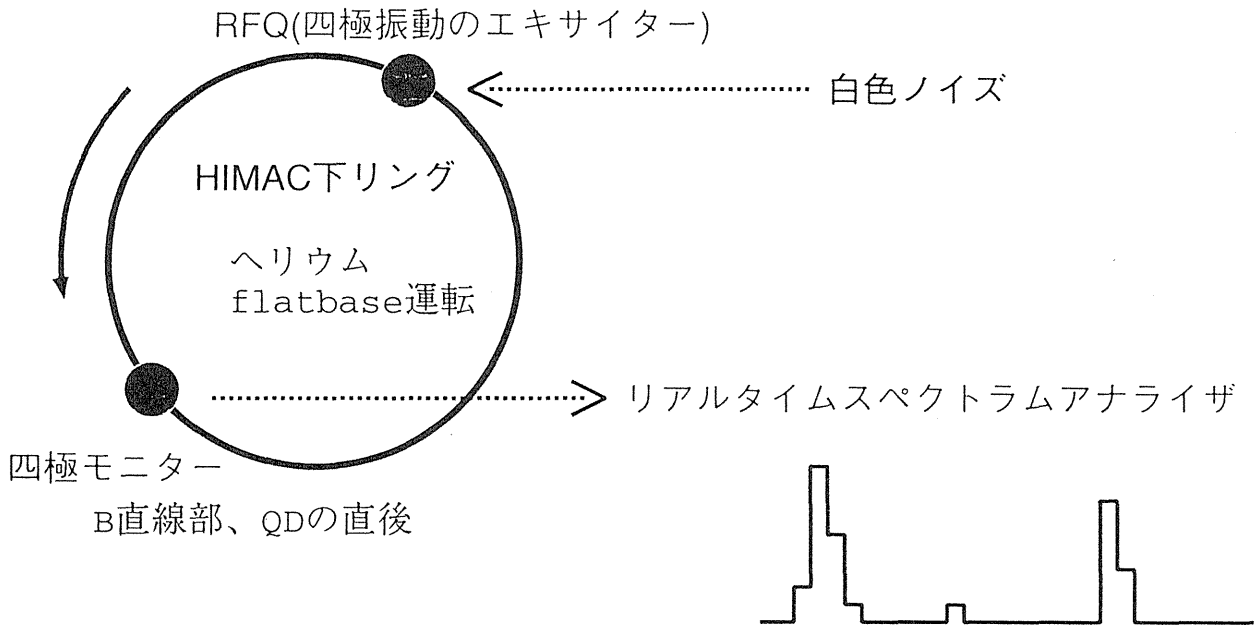 RFQ(四極振動のエキサイター)
白色ノイズ
HIMAC下リング
ヘリウム
flatbase運転
リアルタイムスペクトラムアナライザ
四極モニター
B直線部、QDの直後